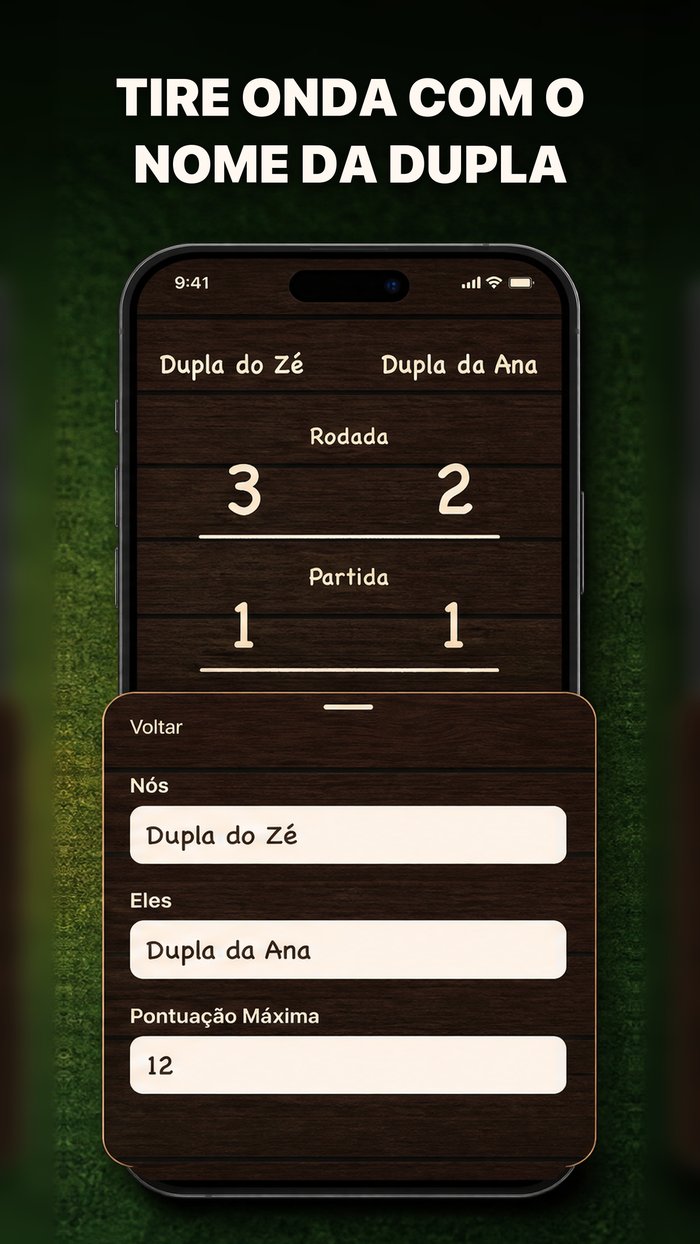 TIRE ONDA COM O
NOME DA DUPLA
9:41
Dupla do Zé
Dupla da Ana
Rodada
3
2
Partida
1
1
Voltar
Nós
Dupla do Zé
Eles
Dupla da Ana
Pontuação Máxima
12